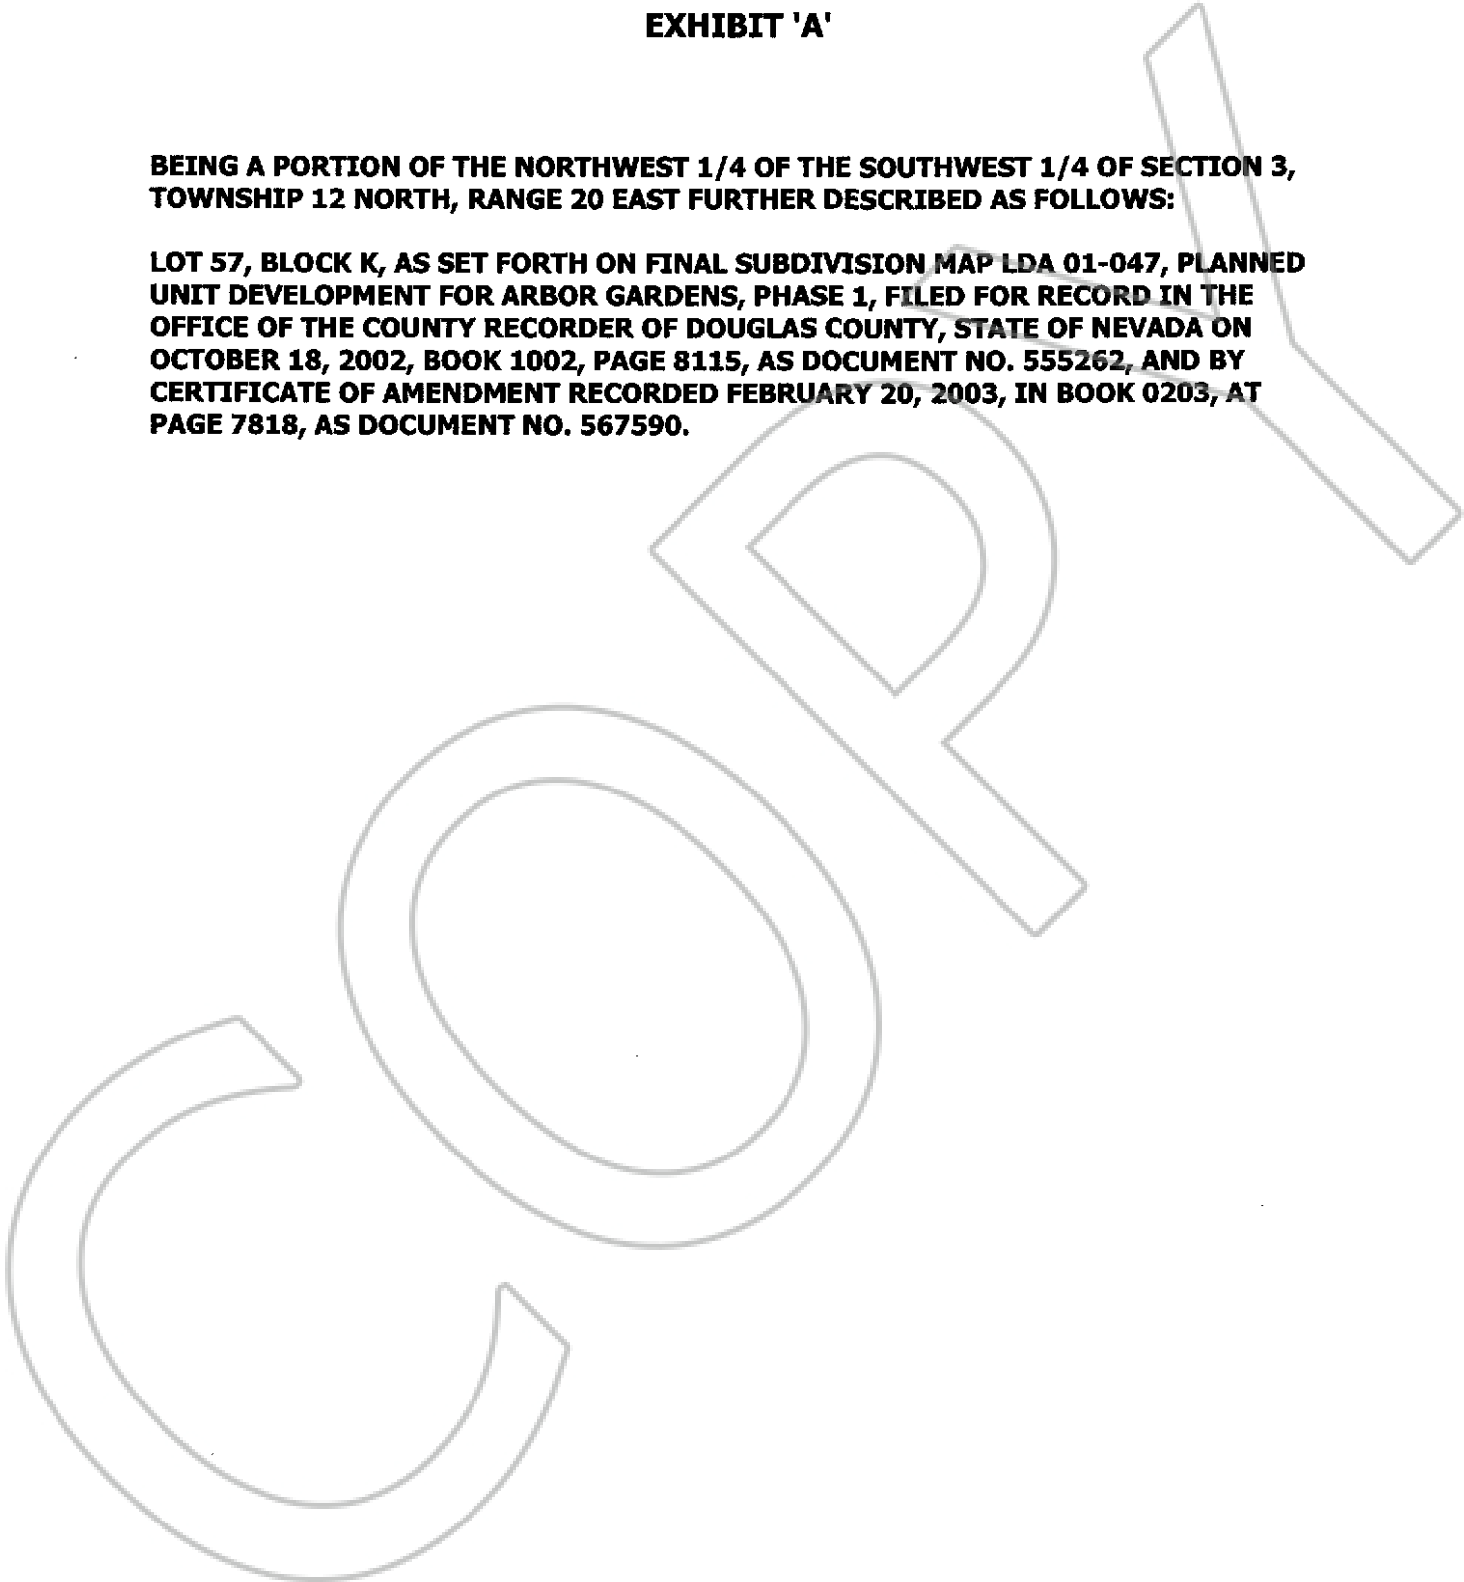 EXHIBIT 'A'
BEING A PORTION OF THE NORTHWEST 1/4 OF THE SOUTHWEST 1/4 OF SECTION 3,
TOWNSHIP 12 NORTH, RANGE 20 EAST FURTHER DESCRIBED AS FOLLOWS:
LOT 57, BLOCK K, AS SET FORTH ON FINAL SUBDIVISION MAP LDA 01-047, PLANNED
UNIT DEVELOPMENT FOR ARBOR GARDENS, PHASE 1, FILED FOR RECORD IN THE
OFFICE OF THE COUNTY RECORDER OF DOUGLAS COUNTY, STATE OF NEVADA ON
OCTOBER 18, 2002, BOOK 1002, PAGE 8115, AS DOCUMENT NO. 555262, AND BY
CERTIFICATE OF AMENDMENT RECORDED FEBRUARY 20, 2003, IN BOOK 0203, AT
PAGE 7818, AS DOCUMENT NO. 567590.
COPY